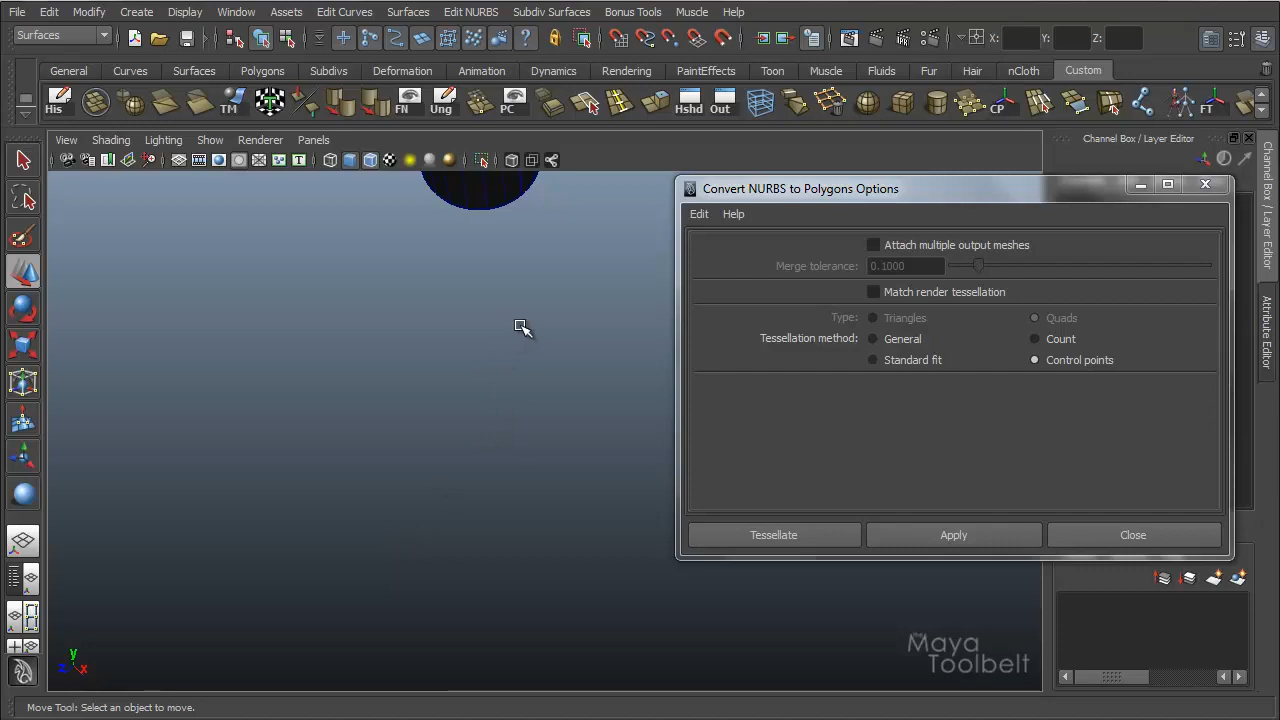 File Edit Modify Create Display Window Assets Edit Curves Surfaces Edit NURBS Subdiv Surfaces Bonus Tools Muscle Help
Surfaces X: Y: Z:
General Curves Surfaces Polygons Subdivs Deformation Animation Dynamics Rendering PaintEffects Toon Muscle Fluids Fur Hair nCloth Custom
His TM FN Ung PC Hshd Out CP FT
View Shading Lighting Show Renderer Panels
Channel Box / Layer Editor
Convert NURBS to Polygons Options
Edit Help
Attach multiple output meshes
Merge tolerance: 0.1000
Match render tessellation
Type: Triangles Quads
Tessellation method: General Count
Standard fit Control points
Tessellate Apply Close
Channel Box / Layer Editor
Attribute Editor
y
z x
the
Maya
Toolbelt
Move Tool: Select an object to move.